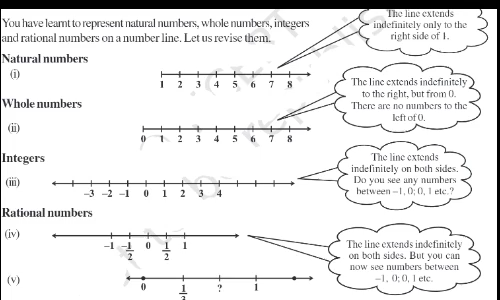 You have learnt to represent natural numbers, whole numbers, integers
and rational numbers on a number line. Let us revise them.
The line extends
indefinitely only to the
right side of 1.
Natural numbers
(i)
1 2 3 4 5 6 7 8
The line extends indefinitely
to the right, but from 0.
There are no numbers to the
left of 0.
Whole numbers
(ii)
0 1 2 3 4 5 6 7 8
Integers
(iii)
–3 –2 –1 0 1 2 3 4
The line extends
indefinitely on both sides.
Do you see any numbers
between –1, 0; 0, 1 etc.?
Rational numbers
(iv)
–1 –1/2 0 1/2 1
The line extends indefinitely
on both sides. But you can
now see numbers between
–1, 0; 0, 1 etc.
(v)
0 1/3 ? 1